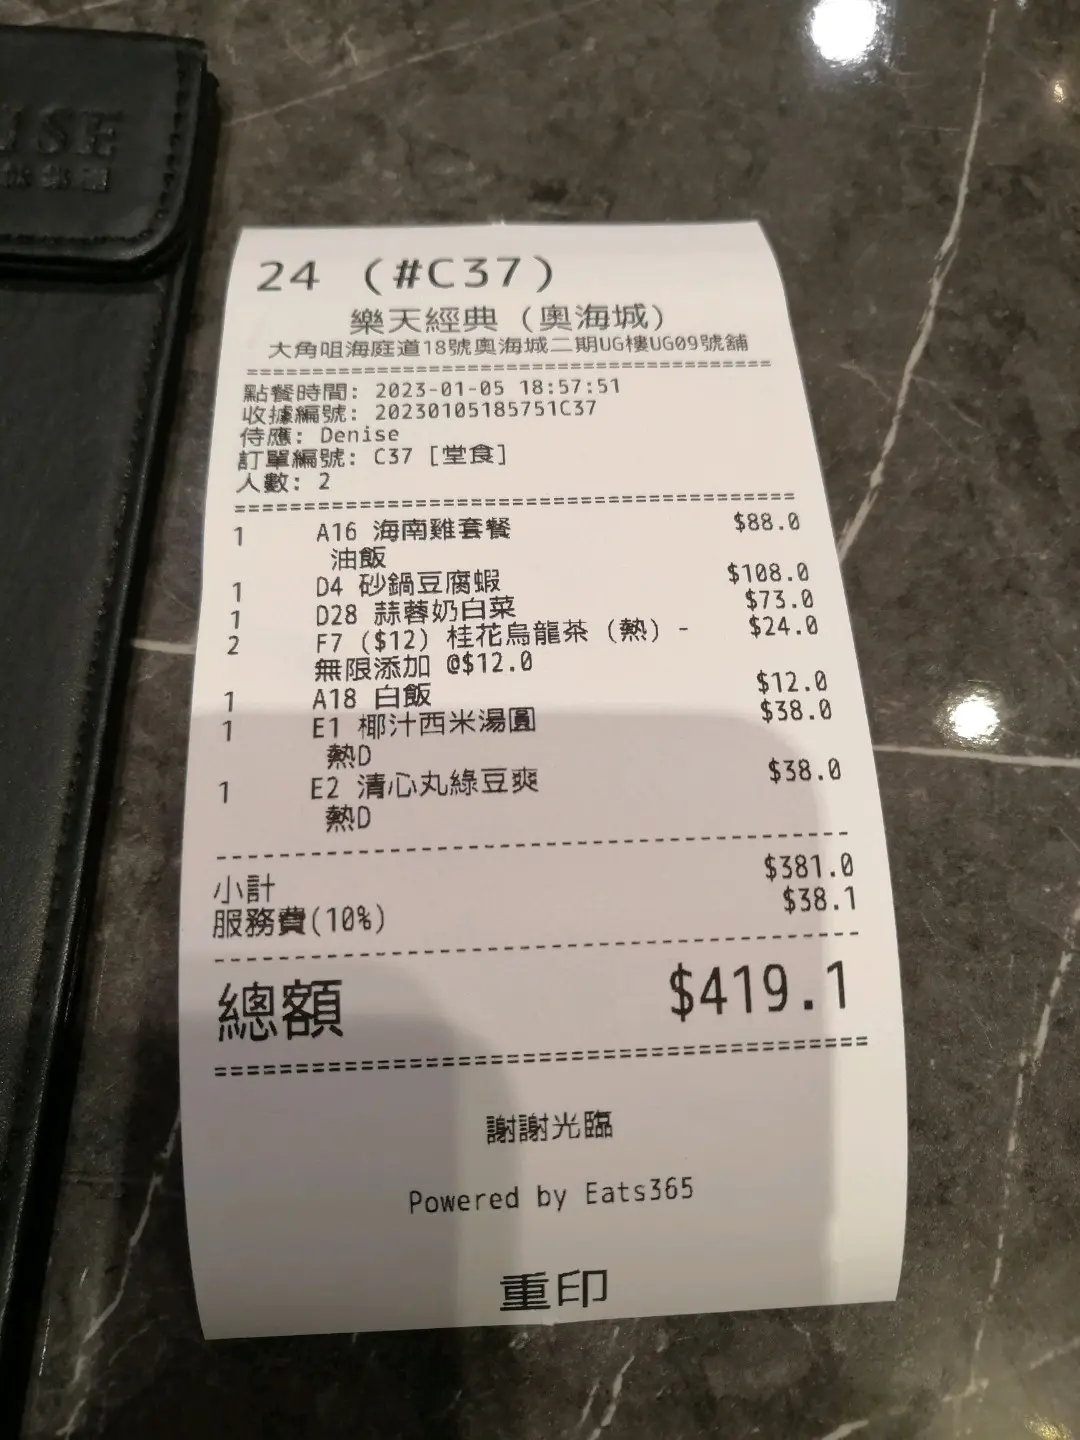 24 (#C37)
樂天經典 (奧海城)
大角咀海庭道18號奧海城二期UG樓UG09號舖
點餐時間: 2023-01-05 18:57:51
收據編號: 20230105185751C37
侍應: Denise
訂單編號: C37 [堂食]
人數: 2
1 A16 海南雞套餐 $88.0
油飯
1 D4 砂鍋豆腐蝦 $108.0
1 D28 蒜蓉奶白菜 $73.0
2 F7 ($12) 桂花烏龍茶 (熱) - $24.0
無限添加 @$12.0
1 A18 白飯 $12.0
1 E1 椰汁西米湯圓 $38.0
熱D
1 E2 清心丸綠豆爽 $38.0
熱D
小計 $381.0
服務費(10%) $38.1
總額 $419.1
謝謝光臨
Powered by Eats365
重印